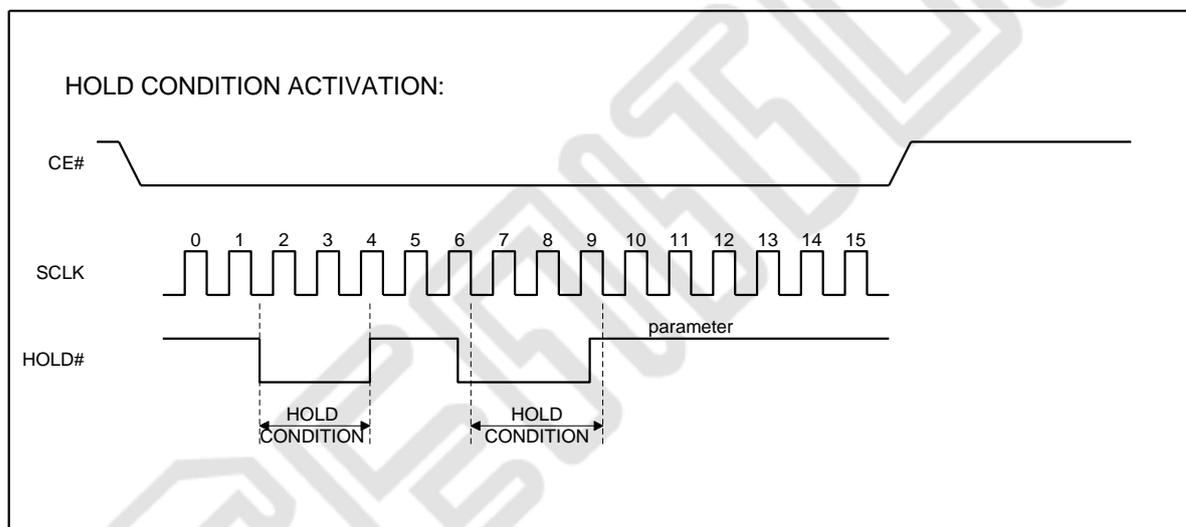 HOLD CONDITION ACTIVATION:
CE#
0 1 2 3 4 5 6 7 8 9 10 11 12 13 14 15
SCLK
parameter
HOLD#
HOLD CONDITION
HOLD CONDITION